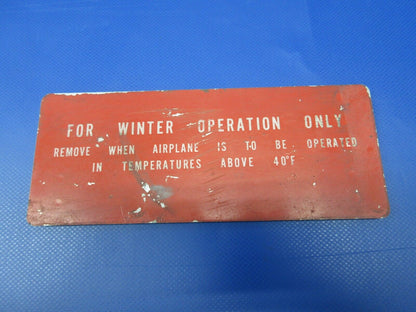 FOR WINTER OPERATION ONLY
REMOVE WHEN AIRPLANE IS TO BE OPERATED
IN TEMPERATURES ABOVE 40°F